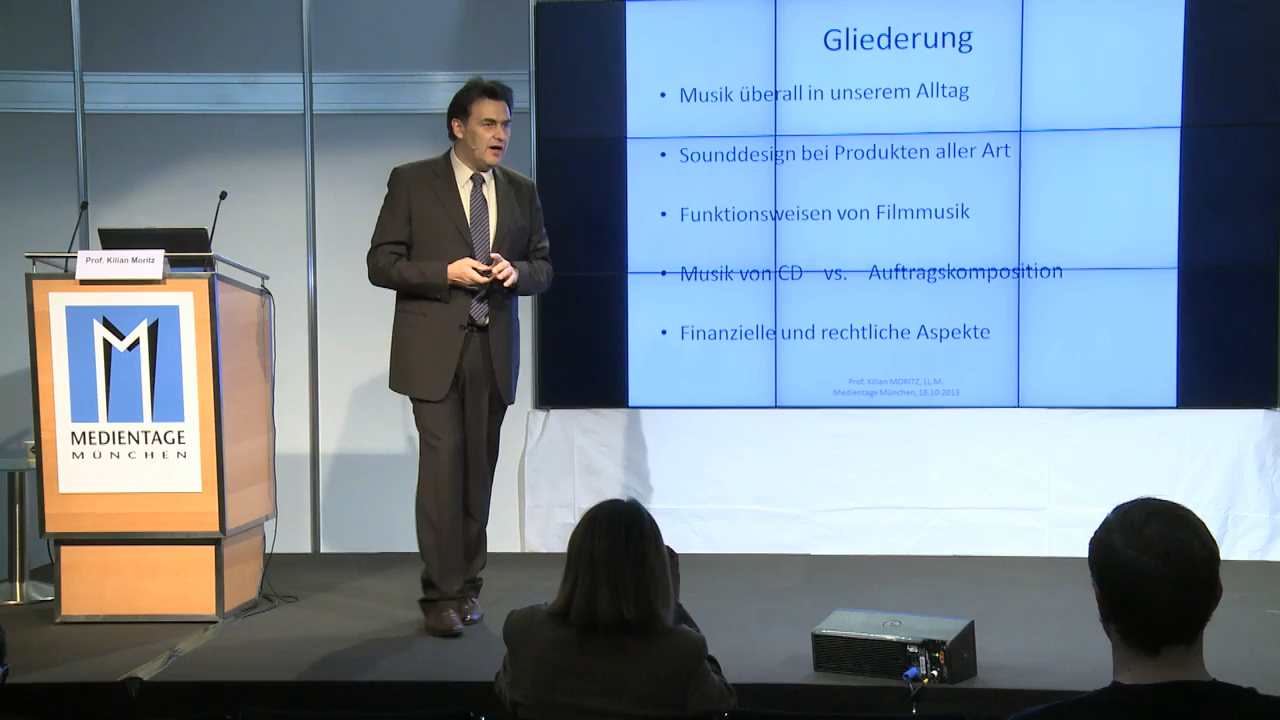 Gliederung
• Musik überall in unserem Alltag
• Sounddesign bei Produkten aller Art
• Funktionsweisen von Filmmusik
• Musik von CD vs. Auftragskomposition
• Finanzielle und rechtliche Aspekte
Prof. Kilian MORITZ, LL.M.
Medientage München, 18.10.2013
Prof. Kilian Moritz
M
MEDIENTAGE
MÜNCHEN